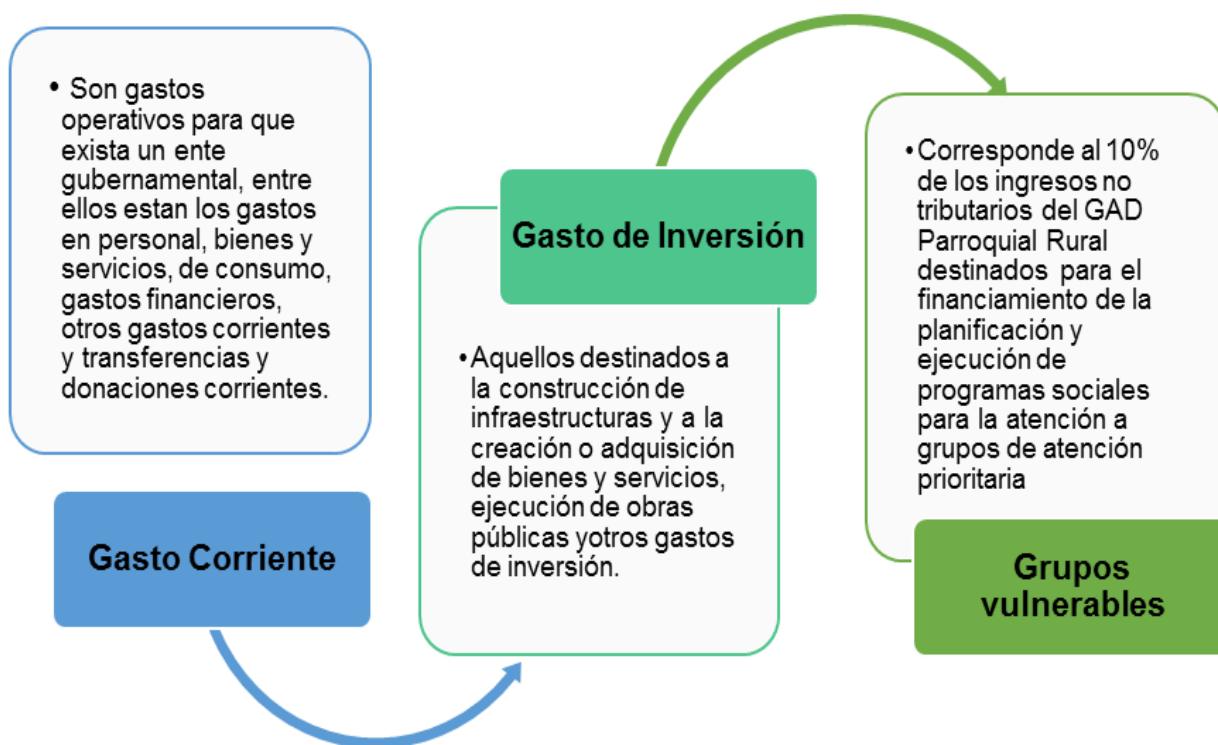 • Son gastos
operativos para que
exista un ente
gubernamental, entre
ellos estan los gastos
en personal, bienes y
servicios, de consumo,
gastos financieros,
otros gastos corrientes
y transferencias y
donaciones corrientes.
Gasto Corriente
Gasto de Inversión
•Aquellos destinados a
la construcción de
infraestructuras y a la
creación o adquisición
de bienes y servicios,
ejecución de obras
públicas yotros gastos
de inversión.
•Corresponde al 10%
de los ingresos no
tributarios del GAD
Parroquial Rural
destinados para el
financiamiento de la
planificación y
ejecución de
programas sociales
para la atención a
grupos de atención
prioritaria
Grupos
vulnerables